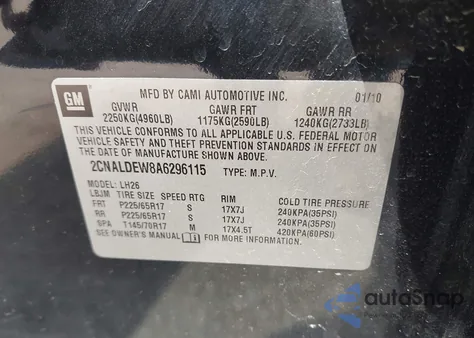 GM
MFD BY CAMI AUTOMOTIVE INC. 01/10
GVWR GAWR FRT GAWR RR
2250KG(4960LB) 1175KG(2590LB) 1240KG(2733LB)
THIS VEHICLE CONFORMS TO ALL APPLICABLE U.S. FEDERAL MOTOR
VEHICLE SAFETY AND THEFT PREVENTION STANDARDS IN EFFECT ON
THE DATE OF MANUFACTURE SHOWN ABOVE.
2CNALDEW8A6296115 TYPE: M.P.V.
MODEL: LH26
LBJM TIRE SIZE SPEED RTG RIM COLD TIRE PRESSURE
FRT P225/65R17 S 17X7J 240KPA(35PSI)
RR P225/65R17 S 17X7J 240KPA(35PSI)
SPA T145/70R17 M 17X4.5T 420KPA(60PSI)
SEE OWNER'S MANUAL FOR MORE INFORMATION.
autoSnap
POWERED BY